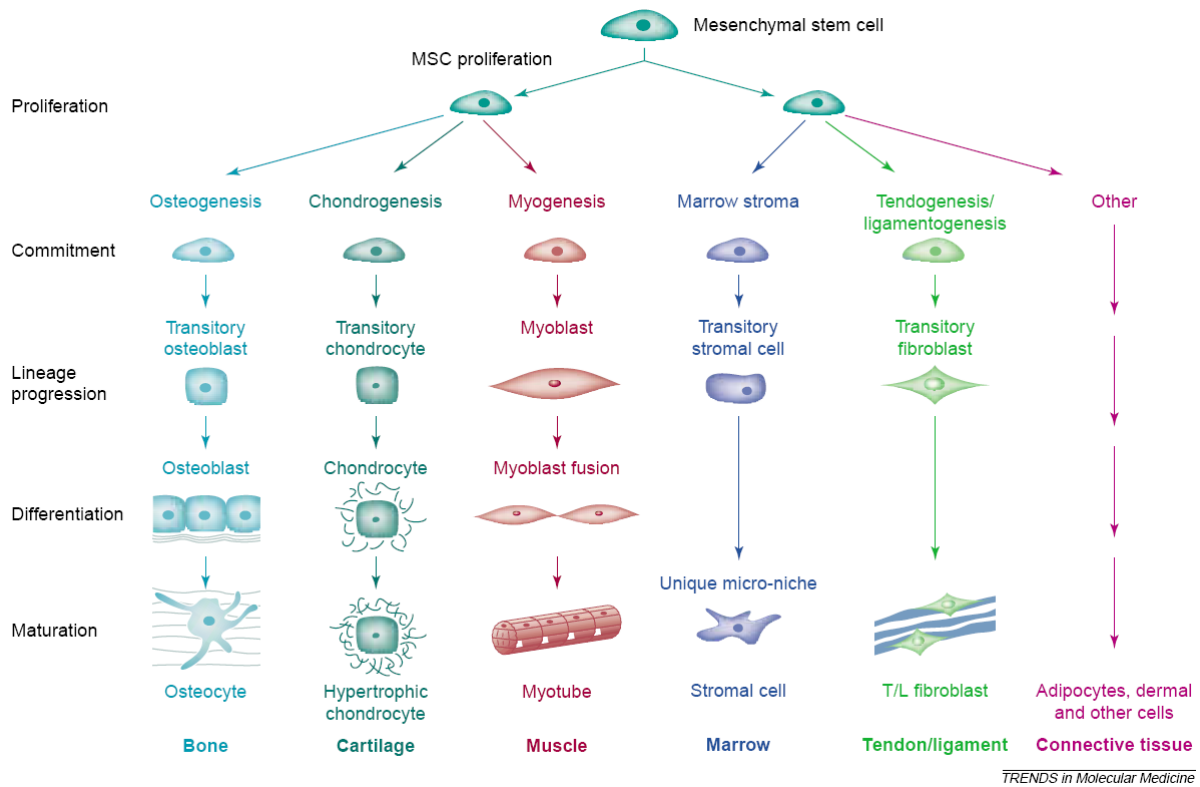 Mesenchymal stem cell
MSC proliferation
Proliferation
Osteogenesis
Chondrogenesis
Myogenesis
Marrow stroma
Tendogenesis/
ligamentogenesis
Other
Commitment
Transitory
osteoblast
Transitory
chondrocyte
Myoblast
Transitory
stromal cell
Transitory
fibroblast
Lineage
progression
Osteoblast
Chondrocyte
Myoblast fusion
Differentiation
Unique micro-niche
Maturation
Osteocyte
Hypertrophic
chondrocyte
Myotube
Stromal cell
T/L fibroblast
Adipocytes, dermal
and other cells
Bone
Cartilage
Muscle
Marrow
Tendon/ligament
Connective tissue
TRENDS in Molecular Medicine